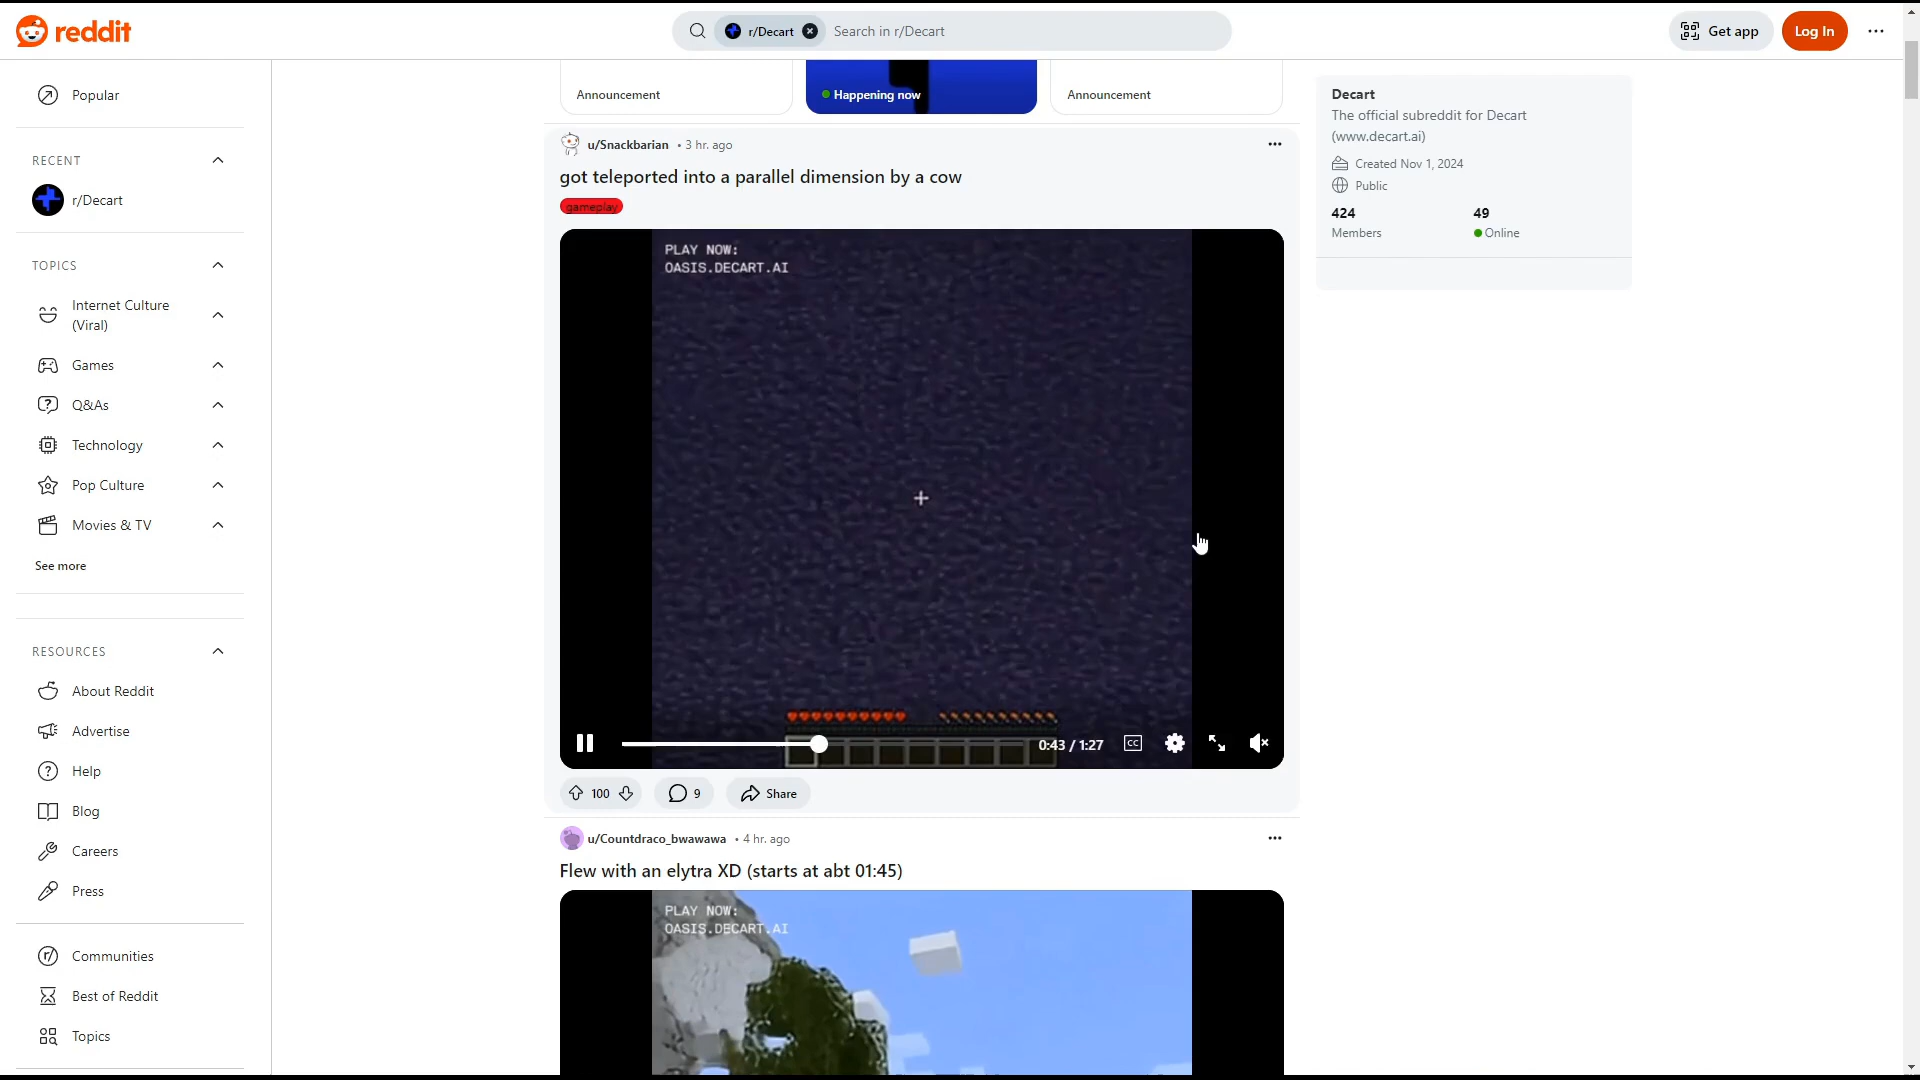 reddit
r/Decart
Search in r/Decart
Get app
Log In
Popular
RECENT
r/Decart
TOPICS
Internet Culture
(Viral)
Games
Q&As
Technology
Pop Culture
Movies & TV
See more
RESOURCES
About Reddit
Advertise
Help
Blog
Careers
Press
Communities
Best of Reddit
Topics
Announcement
Happening now
Announcement
u/Snackbarian • 3 hr. ago
got teleported into a parallel dimension by a cow
gameplay
PLAY NOW:
OASIS.DECART.AI
0:43 / 1:27
CC
100
9
Share
u/Countdraco_bwawawa • 4 hr. ago
Flew with an elytra XD (starts at abt 01:45)
PLAY NOW:
OASIS.DECART.AI
Decart
The official subreddit for Decart
(www.decart.ai)
Created Nov 1, 2024
Public
424
Members
49
Online